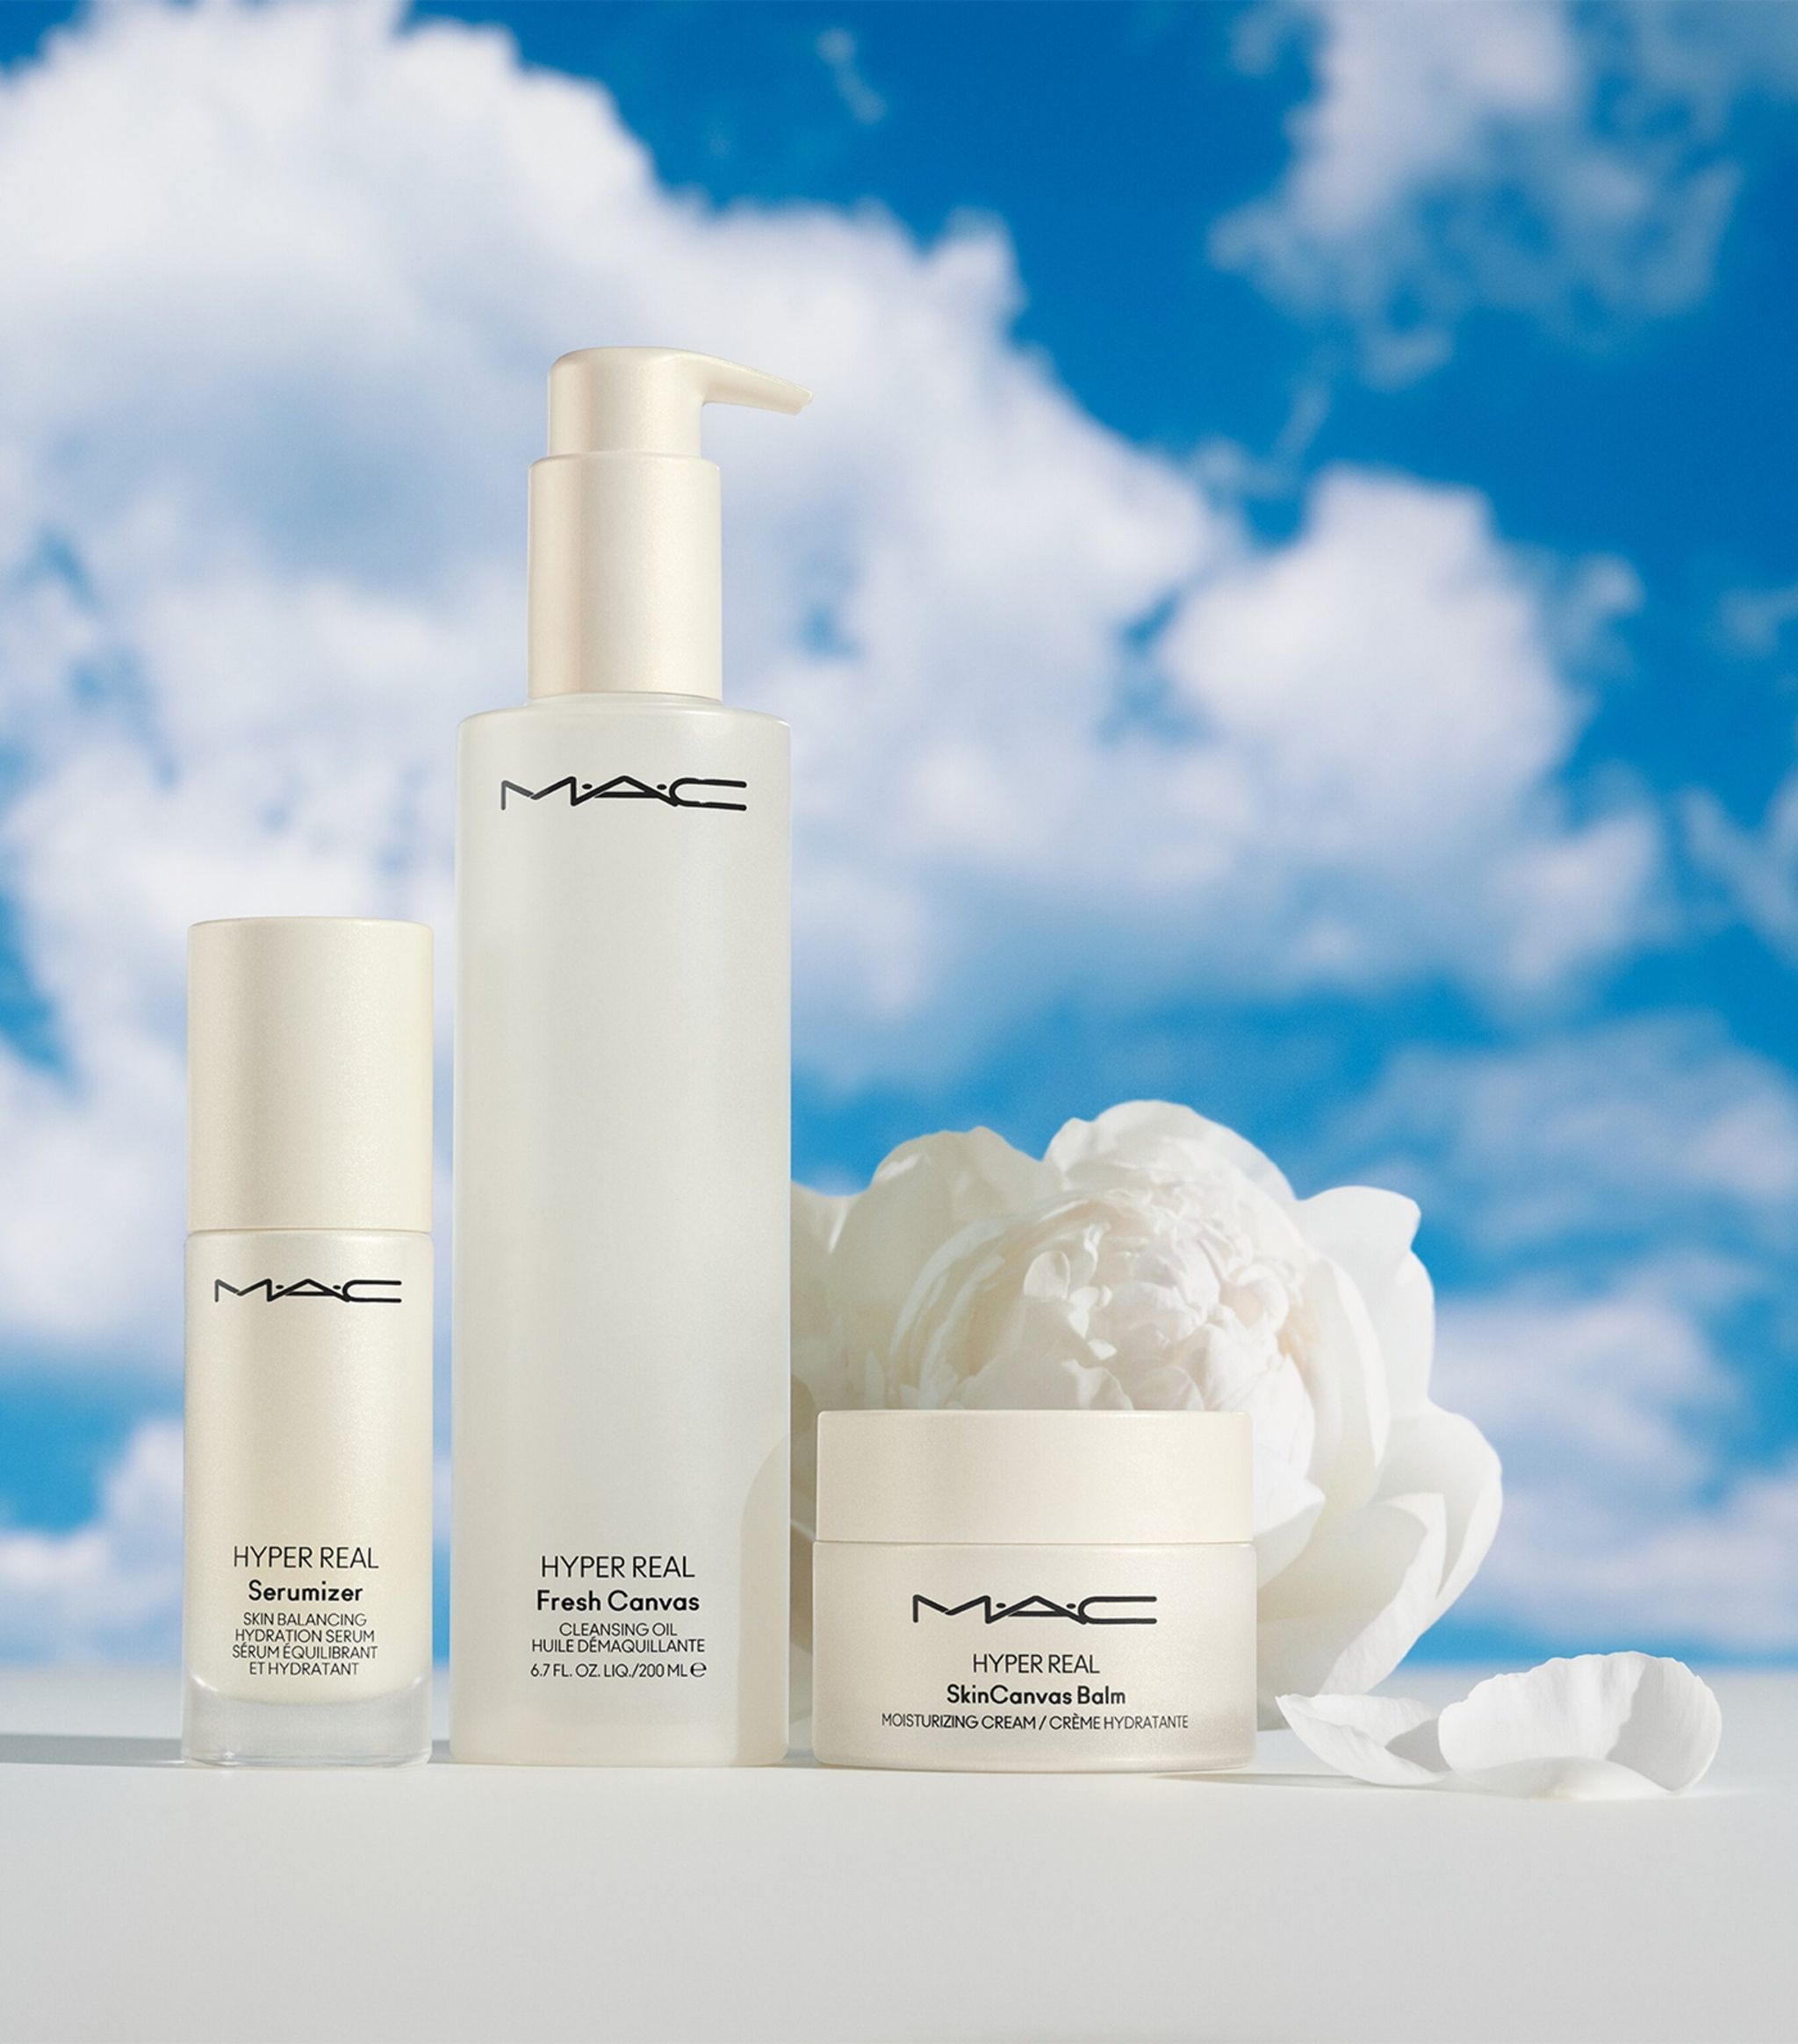 MAC
HYPER REAL
Serumizer
SKIN BALANCING
HYDRATION SERUM
SÉRUM ÉQUILIBRANT
ET HYDRATANT
M·A·C
HYPER REAL
Fresh Canvas
CLEANSING OIL
HUILE DÉMAQUILLANTE
6.7 FL. OZ. LIQ./200 ML ℮
M·A·C
HYPER REAL
SkinCanvas Balm
MOISTURIZING CREAM / CRÈME HYDRATANTE